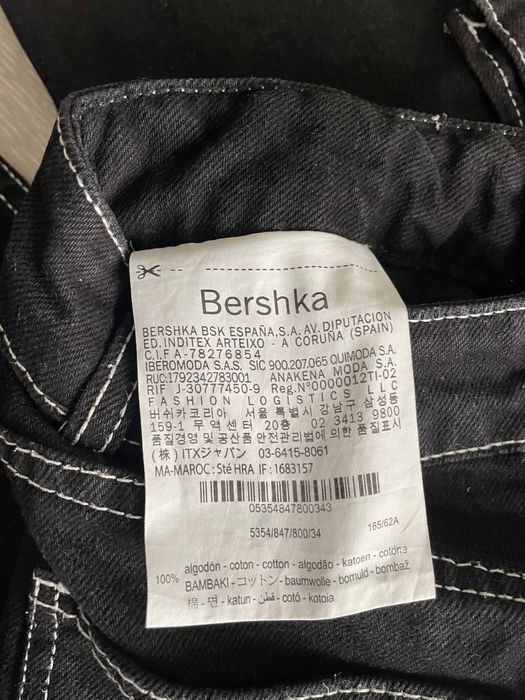 Bershka
BERSHKA BSK ESPAÑA,S.A. AV. DIPUTACION
ED. INDITEX ARTEIXO - A CORUÑA (SPAIN)
C.I.F A-78276854
IBEROMODA S.A.S. SIC 900.207.065 QUIMODA S.A.
RUC:1792342783001 ANAKENA MODA S.A.
RIF J-30777450-9 Reg.Nº0000012TI-02
FASHION LOGISTICS LLC
버쉬카코리아 서울 특별시 강남구 삼성동
159-1 무역센터 20층 02 3413 9800
품질경영 및 공산품 안전관리법에 의한 품질표시
(株) ITXジャパン 03-6415-8061
MA-MAROC: Sté HRA IF : 1683157
05354847800343
5354/847/800/34
165/62A
100% algodón - coton - cotton - algodão - katoen - cotone
BAMBAKI - コットン - baumwolle - bomuld - bombaž
棉 - 면 - katun - قطن - cotó - kotoia